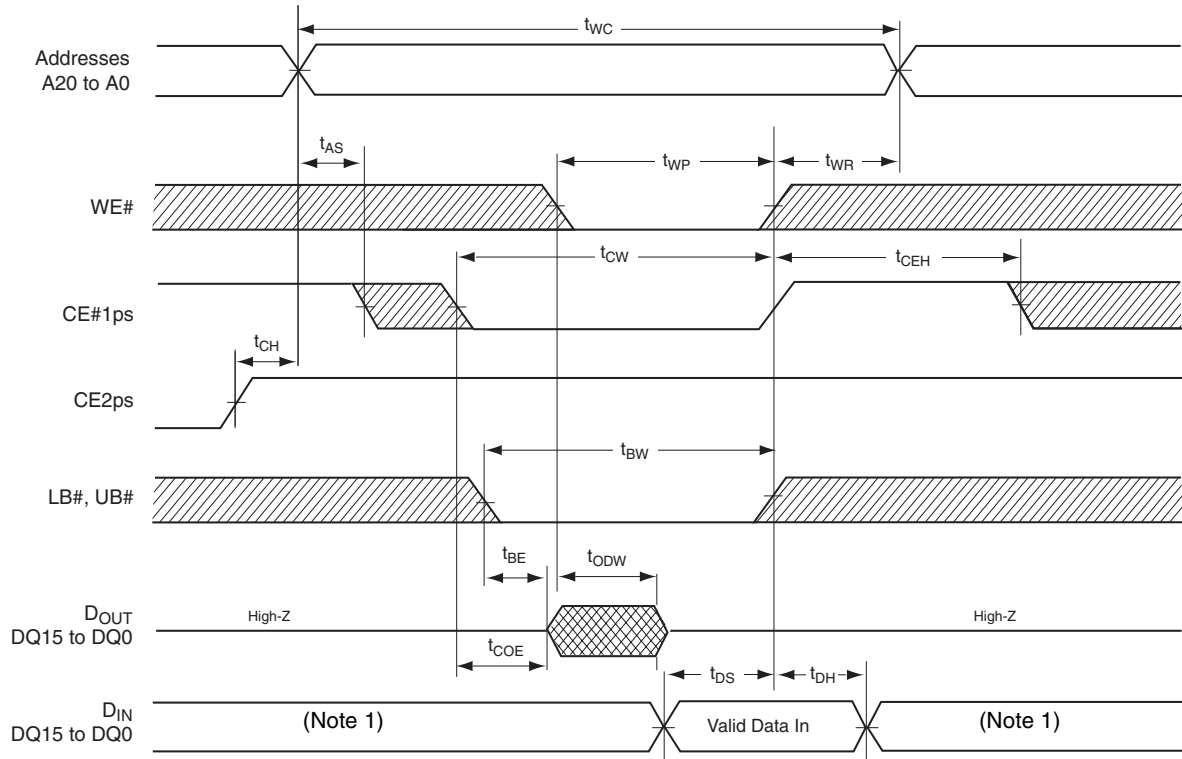 tWC
Addresses
A20 to A0
tAS
tWP
tWR
WE#
tCW
tCEH
CE#1ps
tCH
CE2ps
tBW
LB#, UB#
tBE
tODW
DOUT
DQ15 to DQ0
High-Z
High-Z
tCOE
tDS
tDH
DIN
DQ15 to DQ0
(Note 1)
Valid Data In
(Note 1)